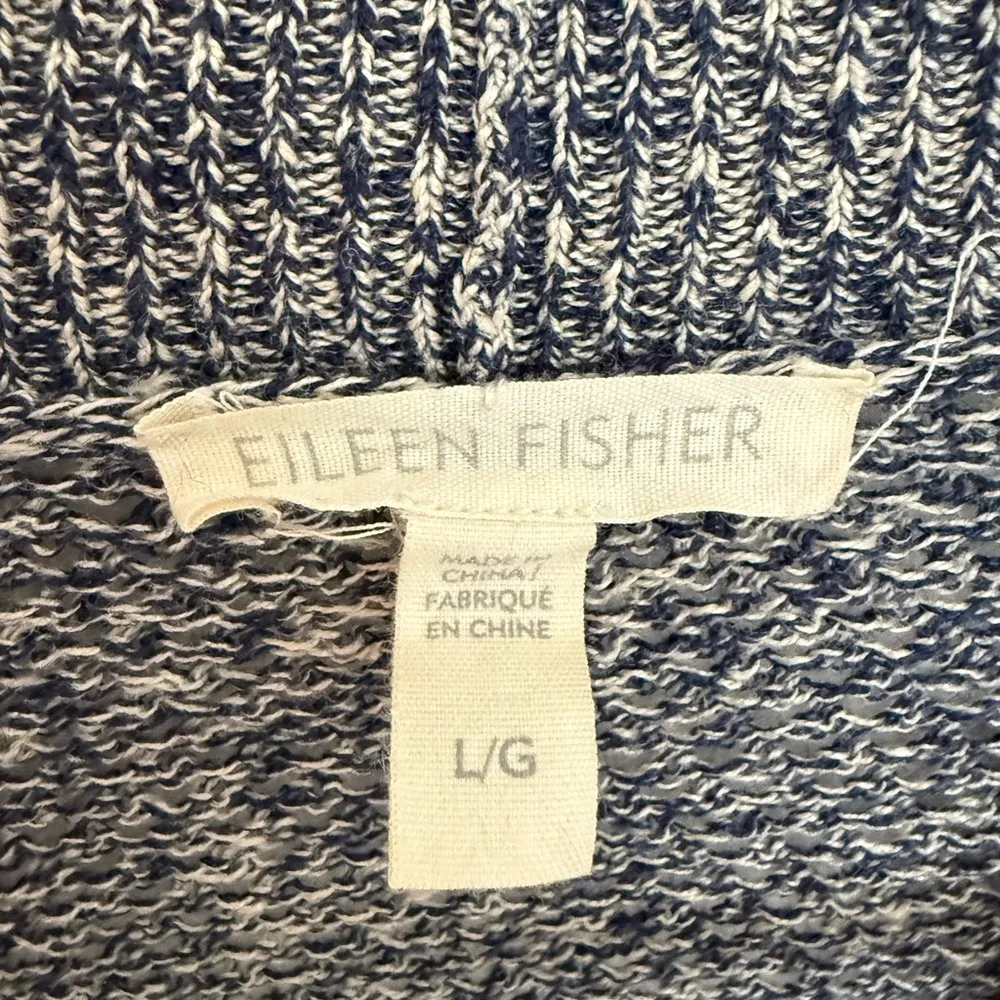 EILEEN FISHER
MADE IN
CHINA/
FABRIQUÉ
EN CHINE
L/G